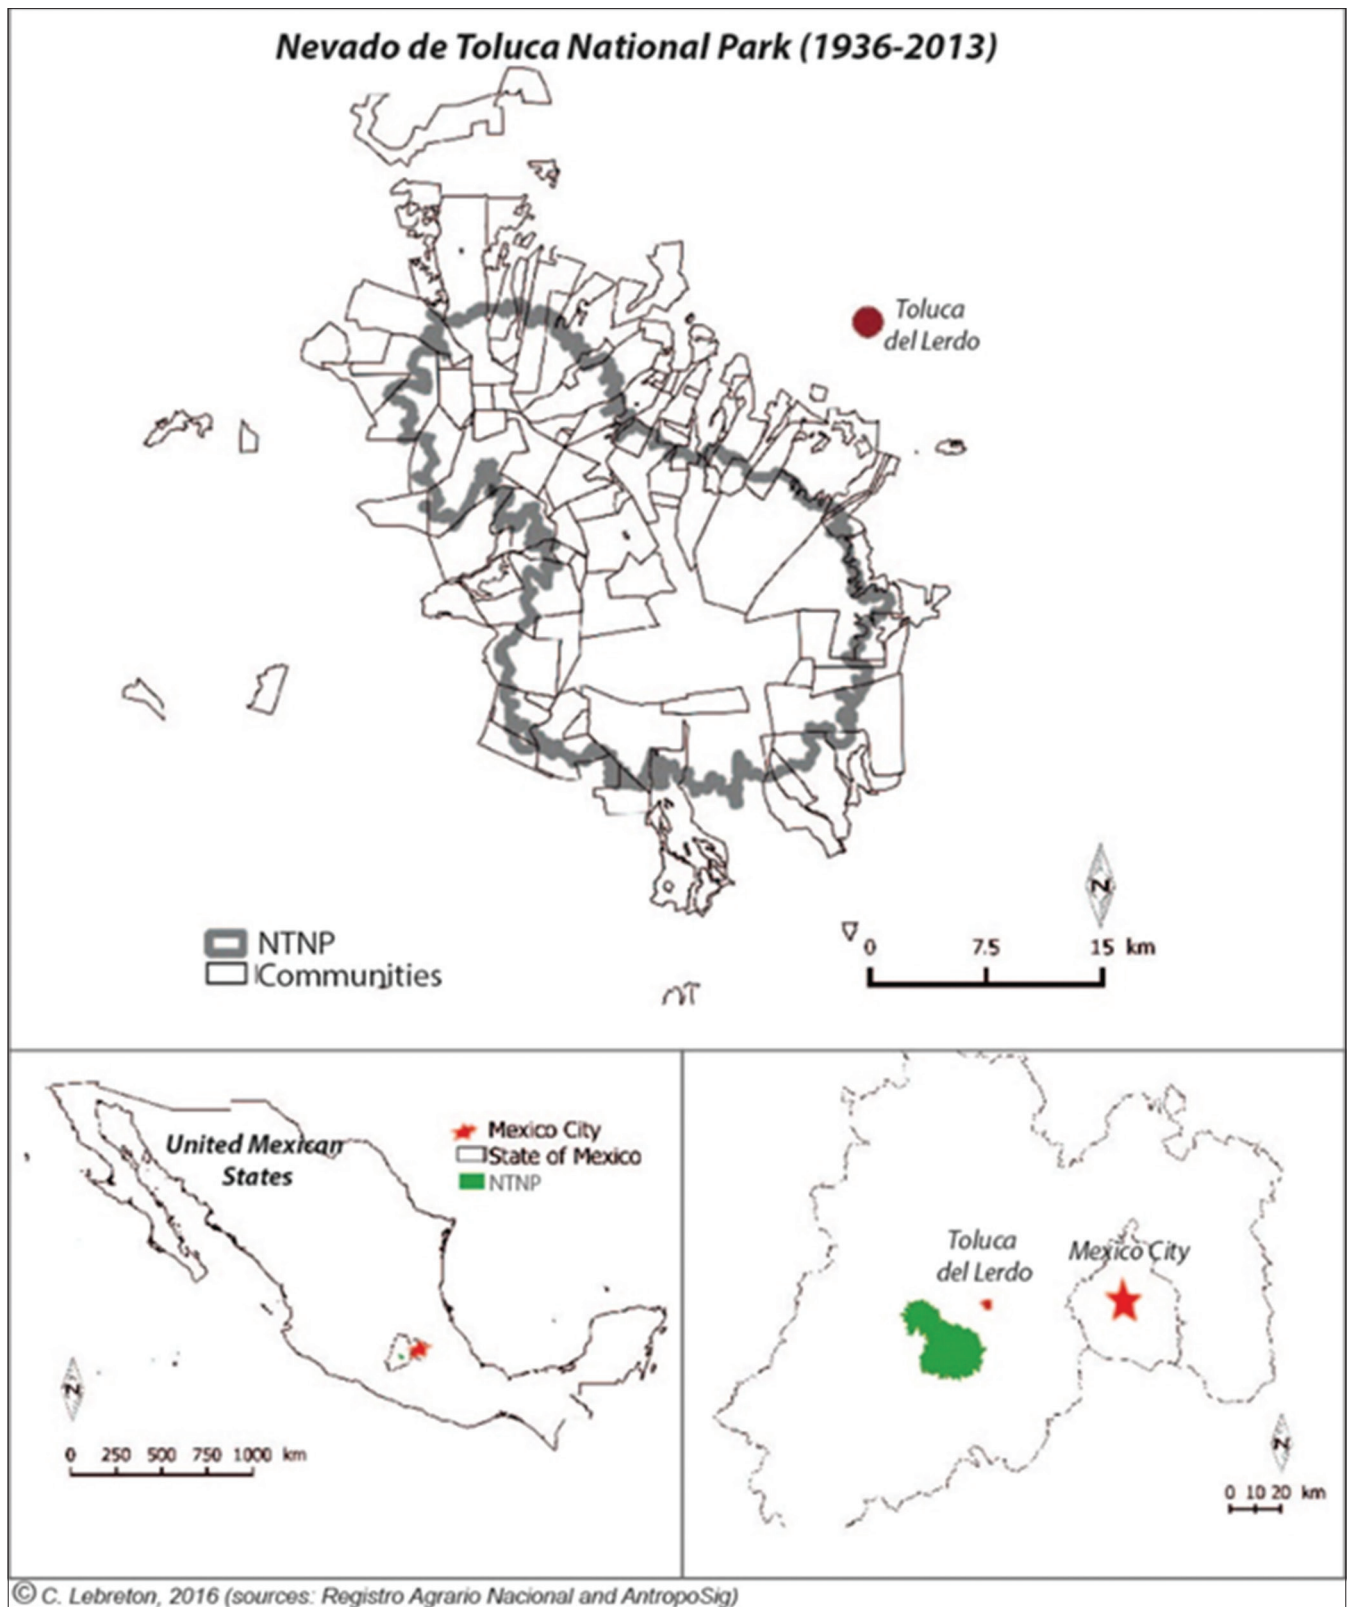 Nevado de Toluca National Park (1936-2013)
Toluca
del Lerdo
NTNP
Communities
N
0 7.5 15 km
United Mexican
States
Mexico City
State of Mexico
NTNP
N
0 250 500 750 1000 km
Toluca
del Lerdo
Mexico City
N
0 10 20 km
© C. Lebreton, 2016 (sources: Registro Agrario Nacional and AntropoSig)